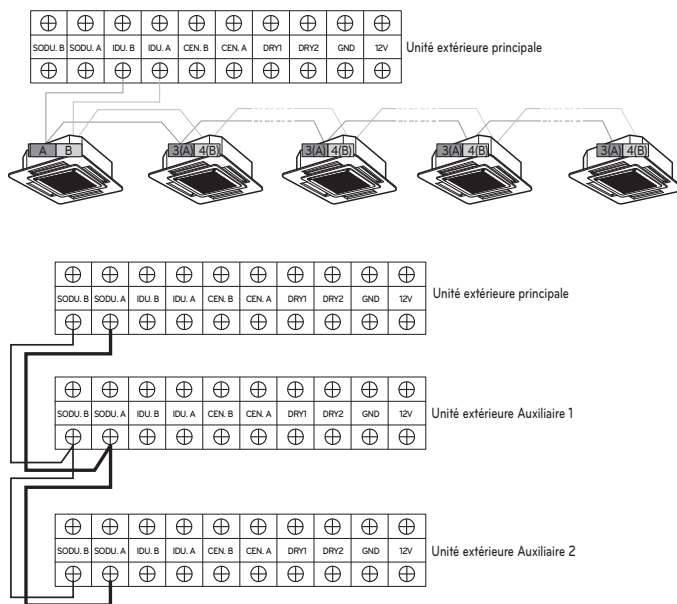 SODU. B SODU. A IDU. B IDU. A CEN. B CEN. A DRY1 DRY2 GND 12V
Unité extérieure principale
A B 3(A) 4(B) 3(A) 4(B) 3(A) 4(B) 3(A) 4(B)
SODU. B SODU. A IDU. B IDU. A CEN. B CEN. A DRY1 DRY2 GND 12V
Unité extérieure principale
SODU. B SODU. A IDU. B IDU. A CEN. B CEN. A DRY1 DRY2 GND 12V
Unité extérieure Auxiliaire 1
SODU. B SODU. A IDU. B IDU. A CEN. B CEN. A DRY1 DRY2 GND 12V
Unité extérieure Auxiliaire 2